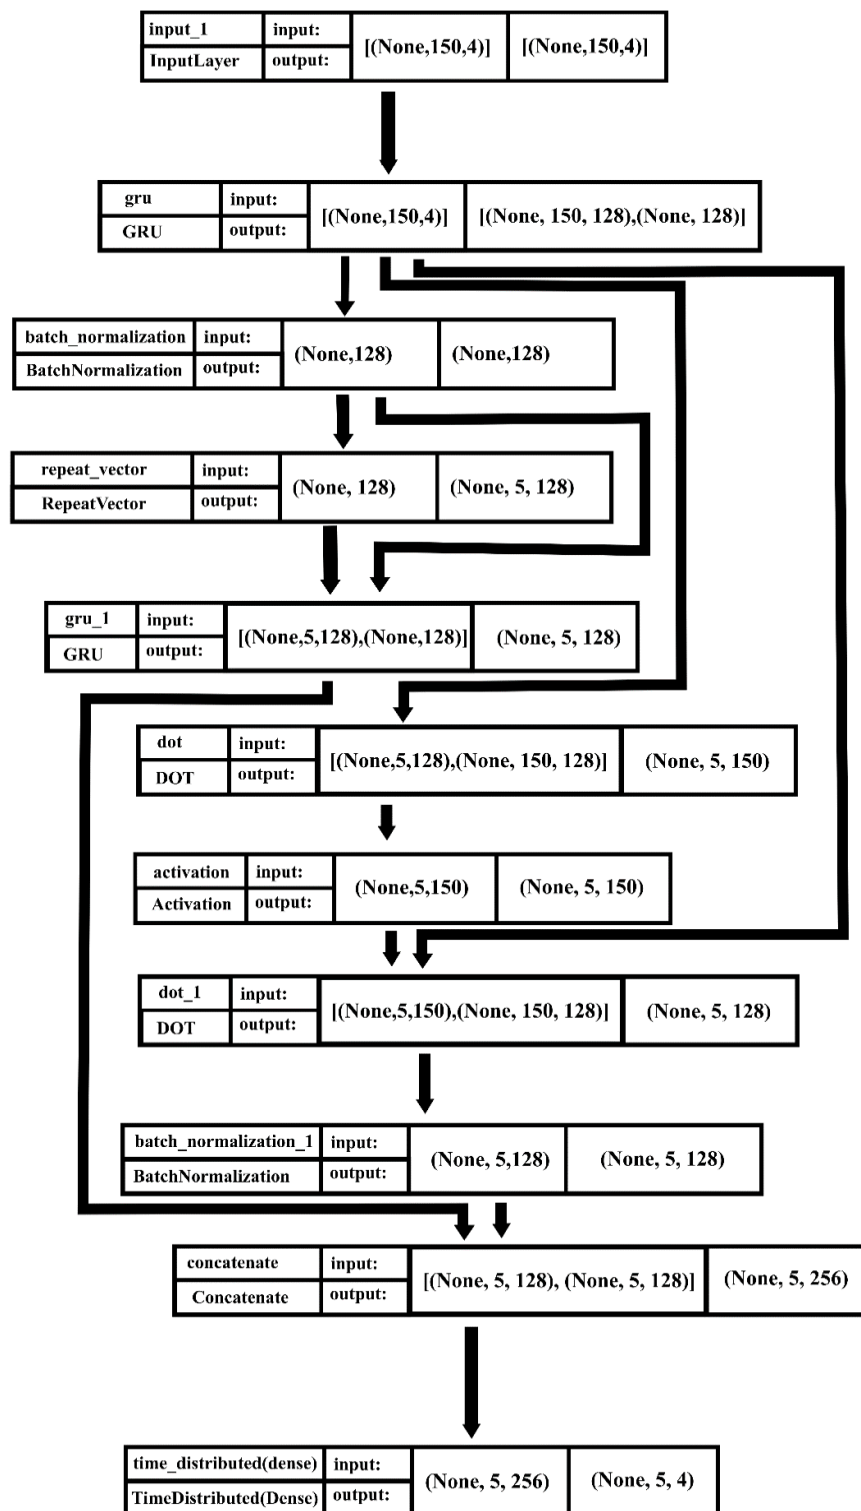 input_1 input: [(None,150,4)] [(None,150,4)]
InputLayer output:
gru input: [(None,150,4)] [(None, 150, 128),(None, 128)]
GRU output:
batch_normalization input: (None,128) (None,128)
BatchNormalization output:
repeat_vector input: (None, 128) (None, 5, 128)
RepeatVector output:
gru_1 input: [(None,5,128),(None,128)] (None, 5, 128)
GRU output:
dot input: [(None,5,128),(None, 150, 128)] (None, 5, 150)
DOT output:
activation input: (None,5,150) (None, 5, 150)
Activation output:
dot_1 input: [(None,5,150),(None, 150, 128)] (None, 5, 128)
DOT output:
batch_normalization_1 input: (None, 5,128) (None, 5, 128)
BatchNormalization output:
concatenate input: [(None, 5, 128), (None, 5, 128)] (None, 5, 256)
Concatenate output:
time_distributed(dense) input: (None, 5, 256) (None, 5, 4)
TimeDistributed(Dense) output: